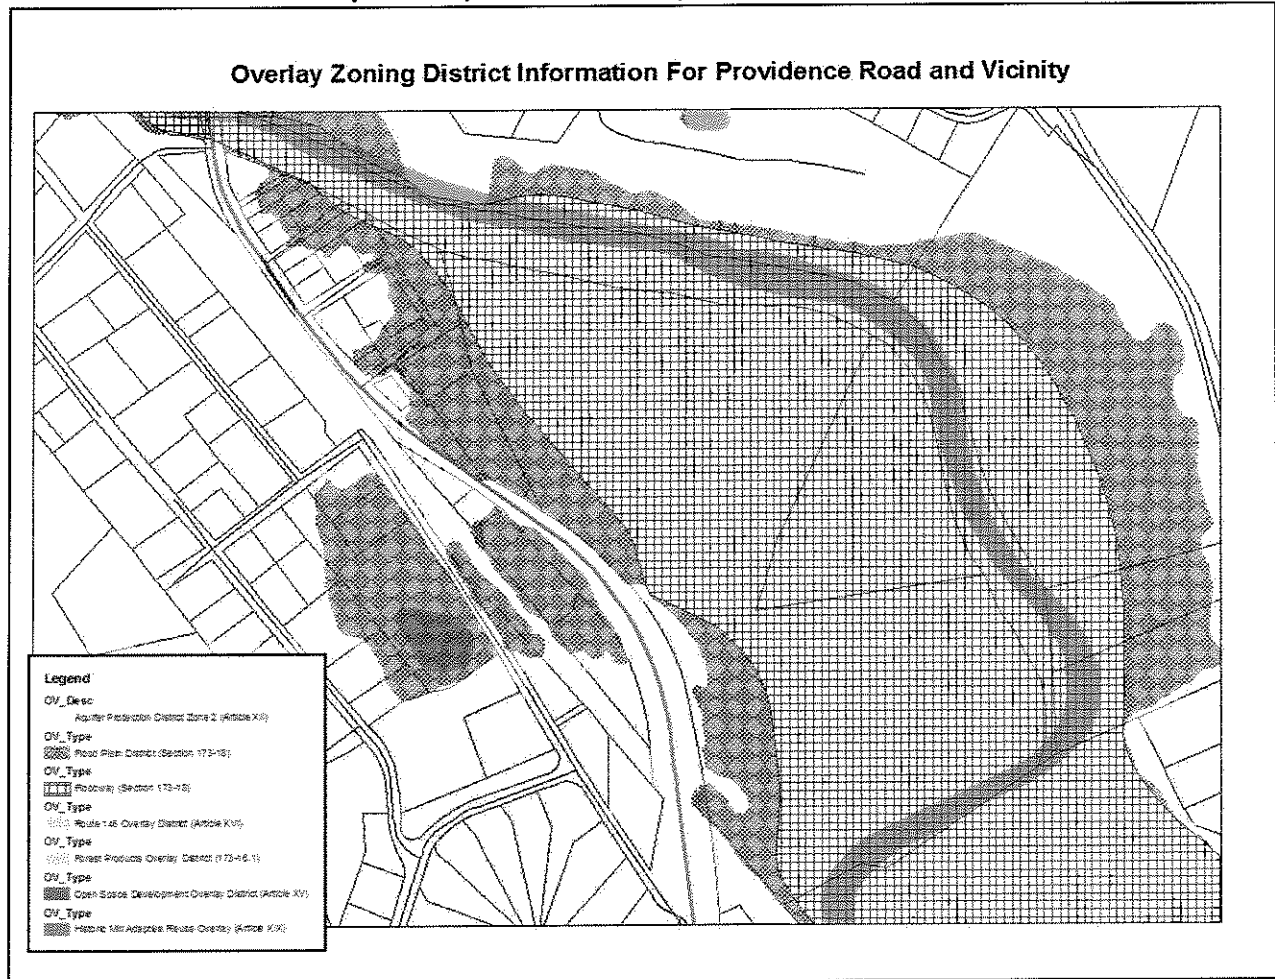 Overlay Zoning District Information For Providence Road and Vicinity
Legend
OV_Desc
Aquifer Protection District Zone 2 (Article XII)
OV_Type
Flood Plain District (Section 173-18)
OV_Type
Floodway (Section 173-18)
OV_Type
Route 146 Overlay District (Article XVI)
OV_Type
Forest Products Overlay District (173-16.1)
OV_Type
Open Space Development Overlay District (Article XV)
OV_Type
Historic Mill Adaptive Reuse Overlay (Article XIX)